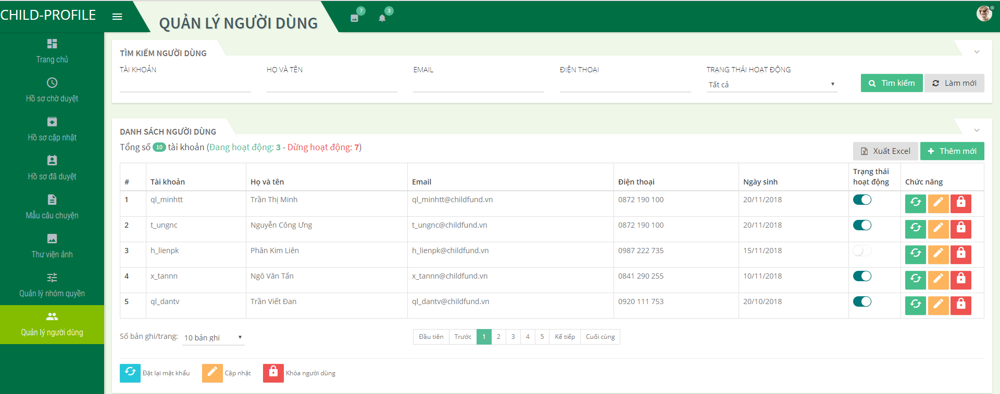 CHILD-PROFILE
QUẢN LÝ NGƯỜI DÙNG
7
3
Trang chủ
Hồ sơ chờ duyệt
Hồ sơ cập nhật
Hồ sơ đã duyệt
Mẫu câu chuyện
Thư viện ảnh
Quản lý nhóm quyền
Quản lý người dùng
TÌM KIẾM NGƯỜI DÙNG
TÀI KHOẢN HỌ VÀ TÊN EMAIL ĐIỆN THOẠI TRẠNG THÁI HOẠT ĐỘNG
Tất cả Tìm kiếm Làm mới
DANH SÁCH NGƯỜI DÙNG
Tổng số 10 tài khoản (Đang hoạt động: 3 - Dừng hoạt động: 7)
Xuất Excel Thêm mới
# Tài khoản Họ và tên Email Điện thoại Ngày sinh Trạng thái hoạt động Chức năng
1 ql_minhtt Trần Thị Minh ql_minhtt@childfund.vn 0872 190 100 20/11/2018
2 t_ungnc Nguyễn Công Ưng t_ungnc@childfund.vn 0872 190 100 20/11/2018
3 h_lienpk Phân Kim Liên h_lienpk@childfund.vn 0987 222 735 15/11/2018
4 x_tannn Ngô Văn Tấn x_tannn@childfund.vn 0841 290 255 10/11/2018
5 ql_dantv Trần Viết Đan ql_dantv@childfund.vn 0920 111 753 20/10/2018
Số bản ghi/trang: 10 bản ghi Đầu tiên Trước 1 2 3 4 5 Kế tiếp Cuối cùng
Đặt lại mật khẩu Cập nhật Khóa người dùng